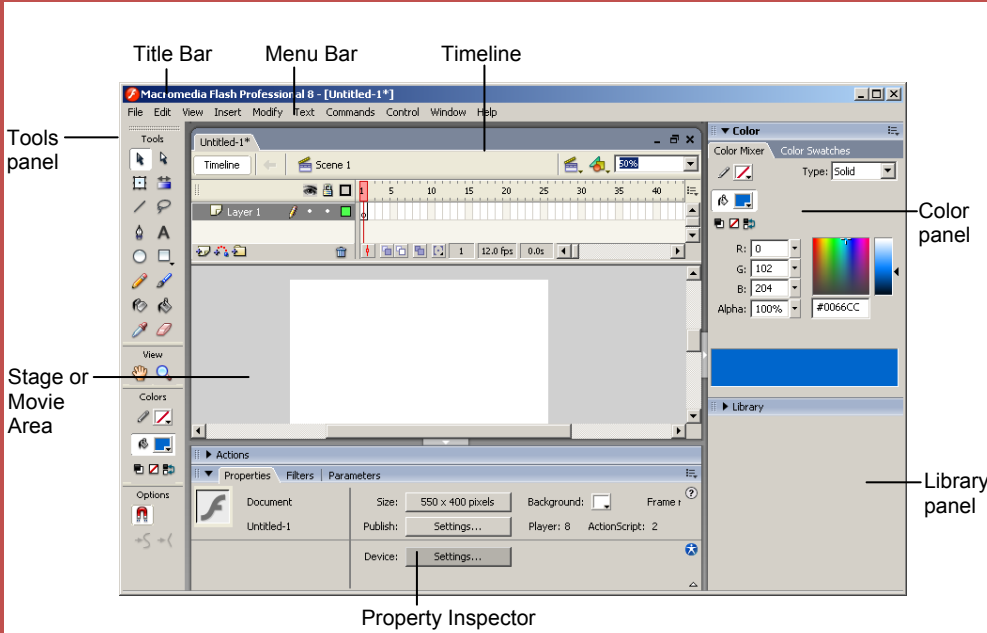 Title Bar Menu Bar Timeline
Macromedia Flash Professional 8 - [Untitled-1*]
File Edit View Insert Modify Text Commands Control Window Help
Tools panel
Tools
Untitled-1*
Timeline Scene 1 50%
1 5 10 15 20 25 30 35 40
Layer 1
1 12.0 fps 0.0s
View
Stage or Movie Area
Colors
Options
Color
Color Mixer Color Swatches
Type: Solid
Color panel
R: 0
G: 102
B: 204
Alpha: 100% #0066CC
Library
Library panel
Actions
Properties Filters Parameters
Document Size: 550 x 400 pixels Background: Frame r
Untitled-1 Publish: Settings... Player: 8 ActionScript: 2
Device: Settings...
Property Inspector